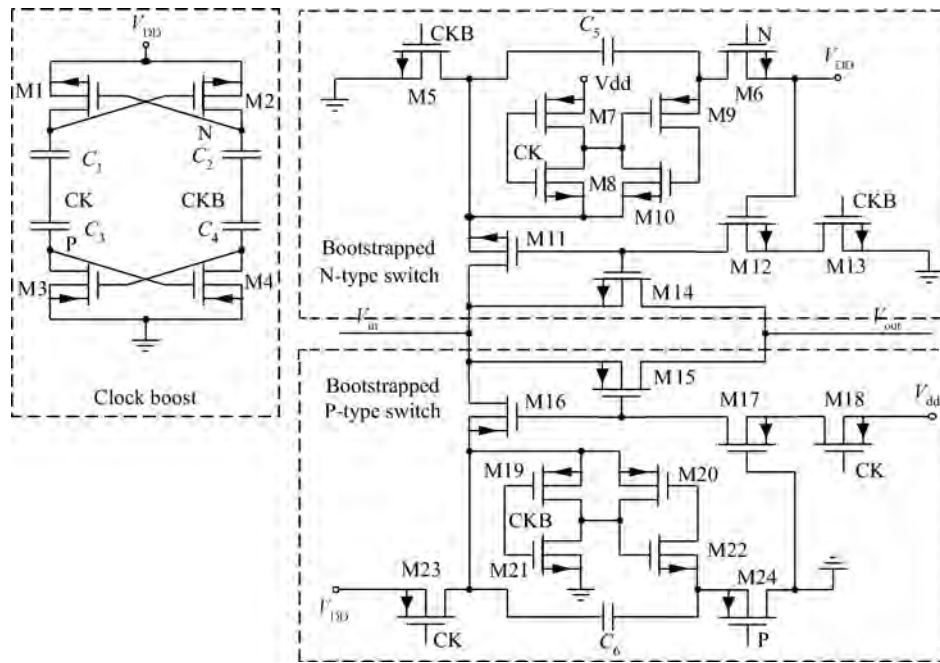 V_DD
M1
M2
N
C_1
C_2
CK
CKB
C_3
C_4
P
M3
M4
Clock boost
CKB
C_5
N
V_DD
M5
M6
Vdd
M7
M9
CK
M8
M10
CKB
M11
M12
M13
Bootstrapped
N-type switch
M14
V_in
V_out
Bootstrapped
P-type switch
M15
M16
M17
M18
V_dd
CK
M19
M20
CKB
M21
M22
M23
M24
V_DD
CK
C_6
P